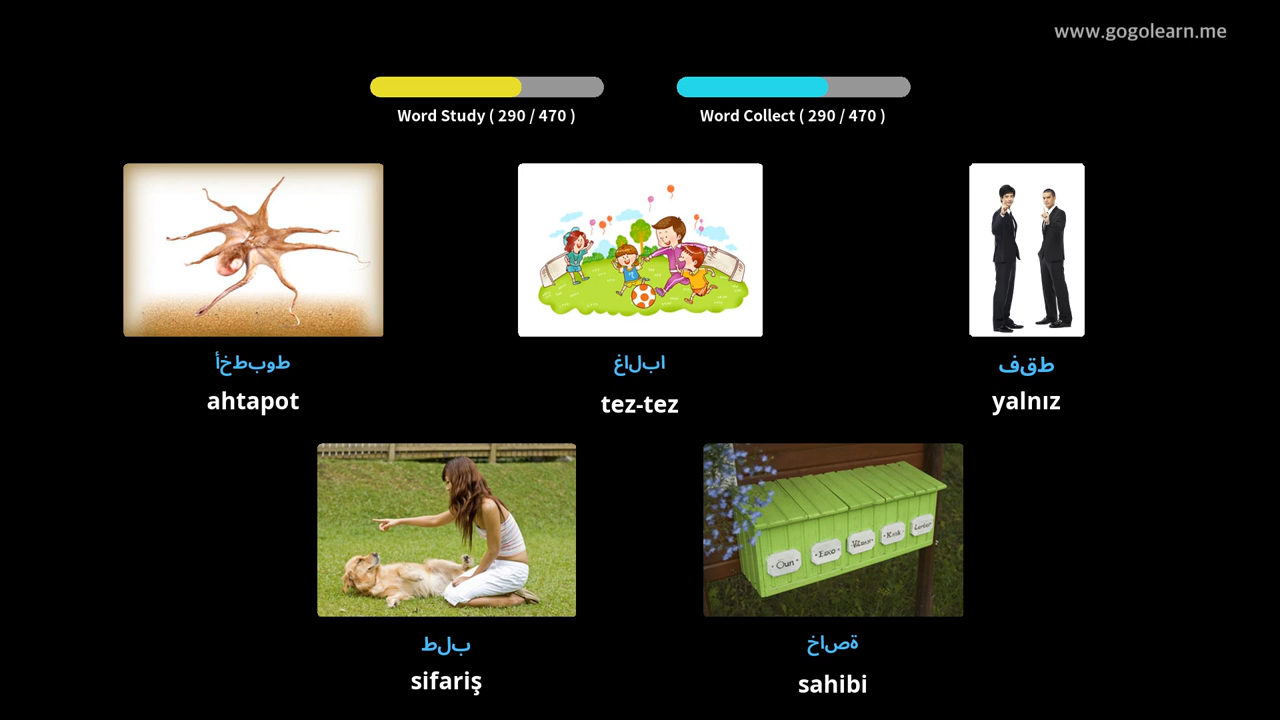 www.gogolearn.me
Word Study ( 290 / 470 )
Word Collect ( 290 / 470 )
أخطبوط
غالبا
فقط
ahtapot
tez-tez
yalnız
طلب
خاصة
sifariş
sahibi